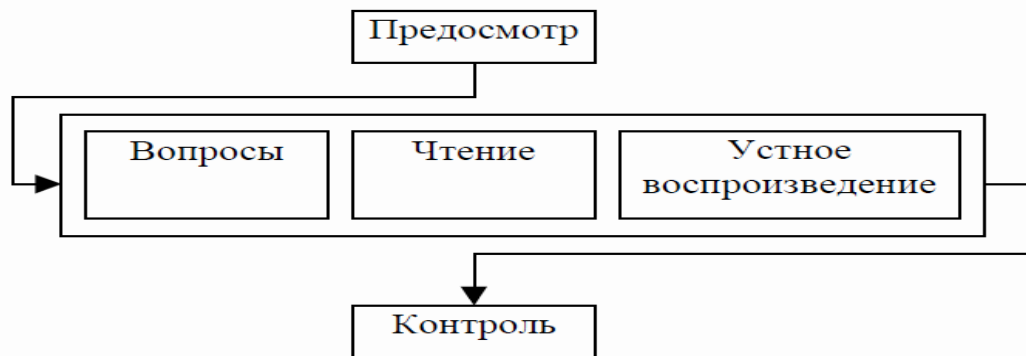 Предосмотр
Вопросы
Чтение
Устное
воспроизведение
Контроль